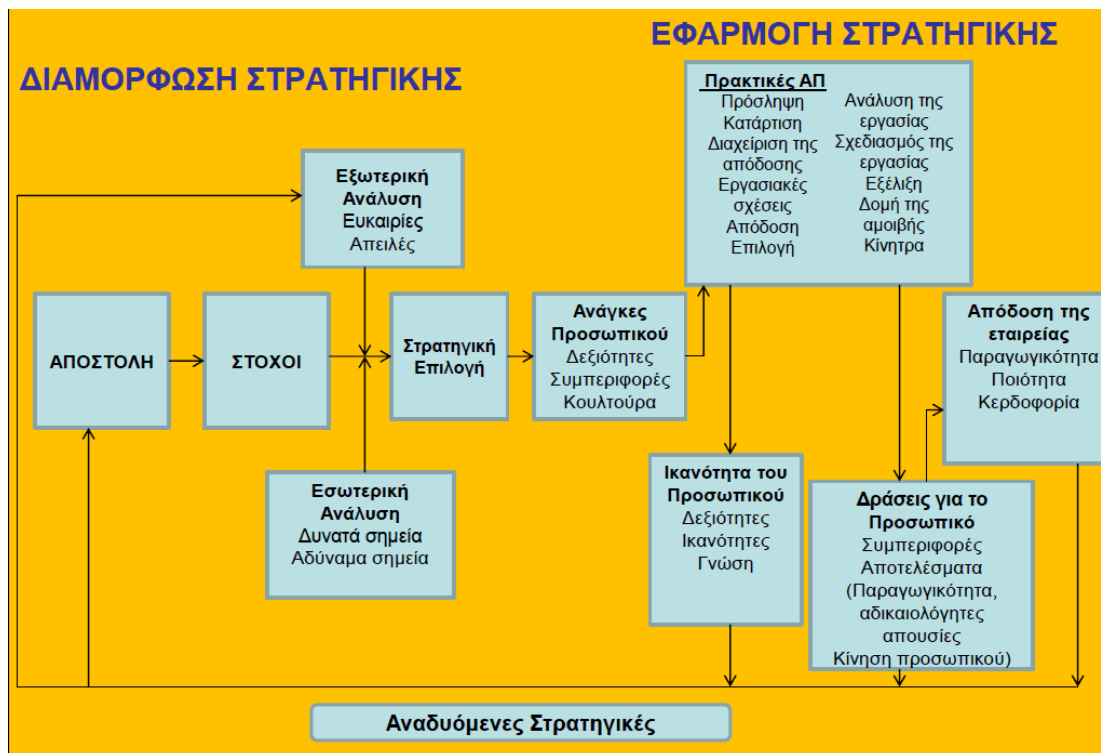 ΕΦΑΡΜΟΓΗ ΣΤΡΑΤΗΓΙΚΗΣ
ΔΙΑΜΟΡΦΩΣΗ ΣΤΡΑΤΗΓΙΚΗΣ
Πρακτικές ΑΠ
Πρόσληψη
Κατάρτιση
Διαχείριση της
απόδοσης
Εργασιακές
σχέσεις
Απόδοση
Επιλογή
Ανάλυση της
εργασίας
Σχεδιασμός της
εργασίας
Εξέλιξη
Δομή της
αμοιβής
Κίνητρα
Εξωτερική
Ανάλυση
Ευκαιρίες
Απειλές
ΑΠΟΣΤΟΛΗ
ΣΤΟΧΟΙ
Στρατηγική
Επιλογή
Ανάγκες
Προσωπικού
Δεξιότητες
Συμπεριφορές
Κουλτούρα
Απόδοση της
εταιρείας
Παραγωγικότητα
Ποιότητα
Κερδοφορία
Εσωτερική
Ανάλυση
Δυνατά σημεία
Αδύναμα σημεία
Ικανότητα του
Προσωπικού
Δεξιότητες
Ικανότητες
Γνώση
Δράσεις για το
Προσωπικό
Συμπεριφορές
Αποτελέσματα
(Παραγωγικότητα,
αδικαιολόγητες
απουσίες
Κίνηση προσωπικού)
Αναδυόμενες Στρατηγικές